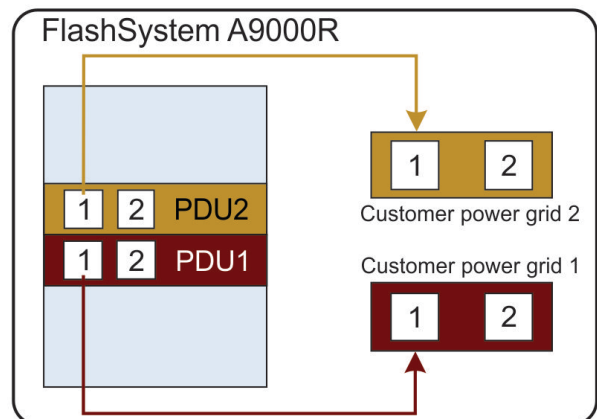 FlashSystem A9000R
1 2
1 2 PDU2
Customer power grid 2
1 2 PDU1
Customer power grid 1
1 2